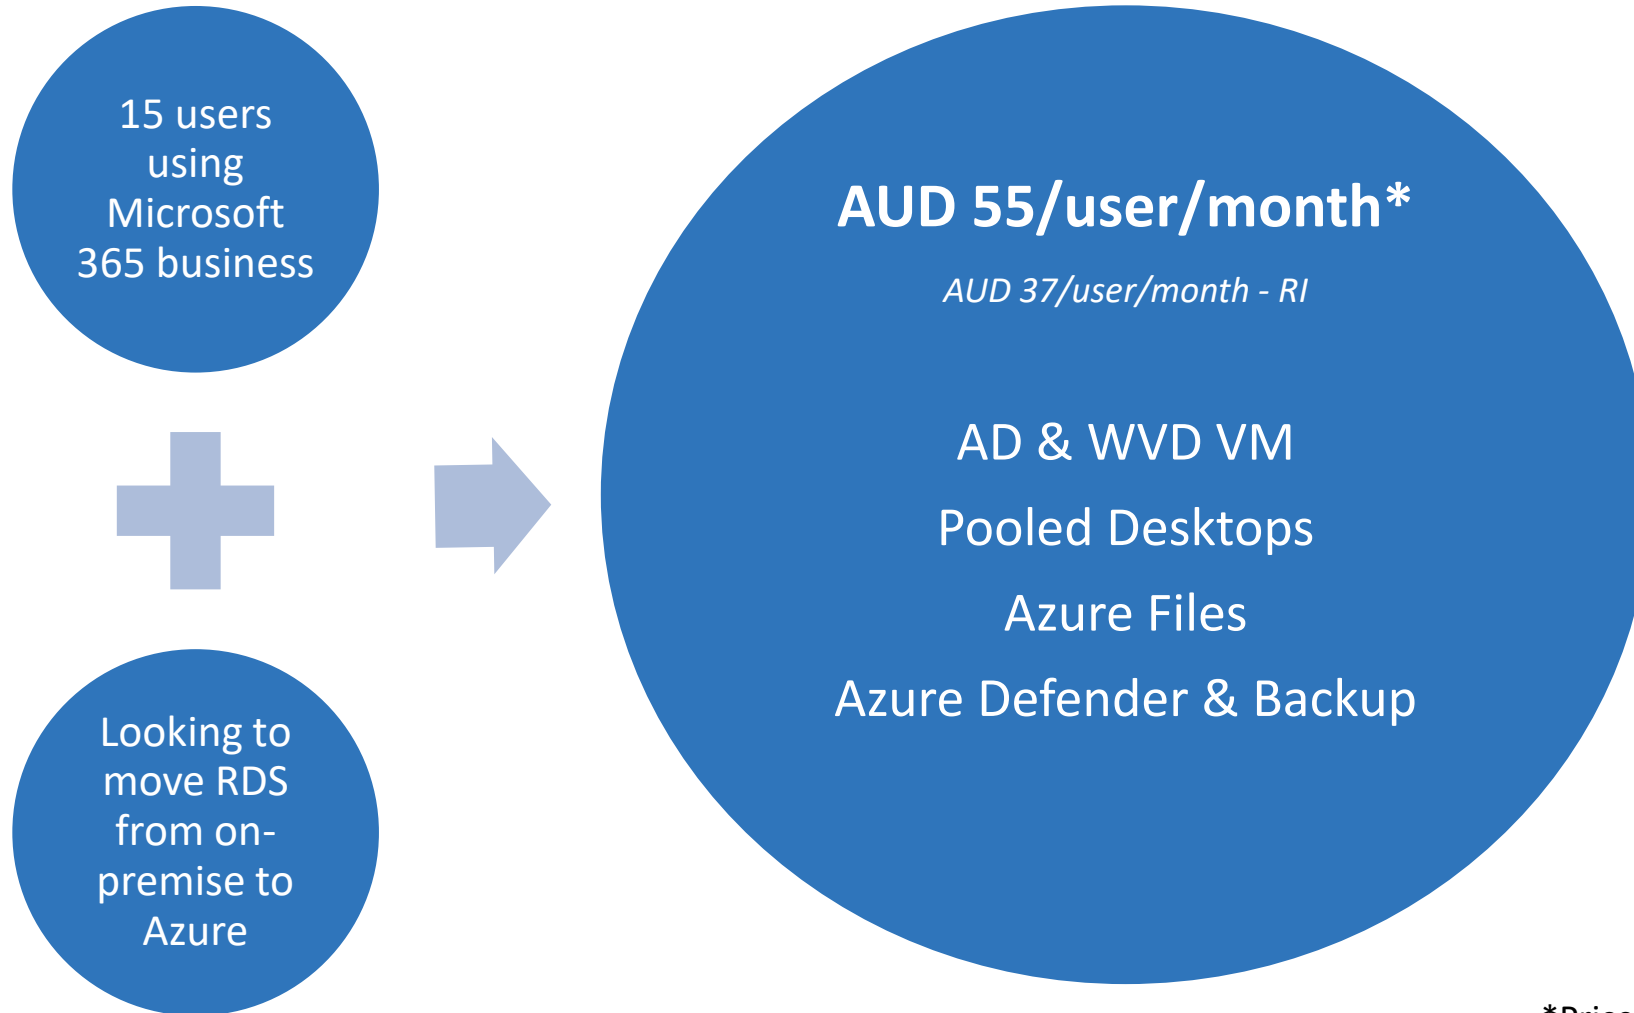 15 users
using
Microsoft
365 business
Looking to
move RDS
from on-
premise to
Azure
AUD 55/user/month*
AUD 37/user/month - RI
AD & WVD VM
Pooled Desktops
Azure Files
Azure Defender & Backup